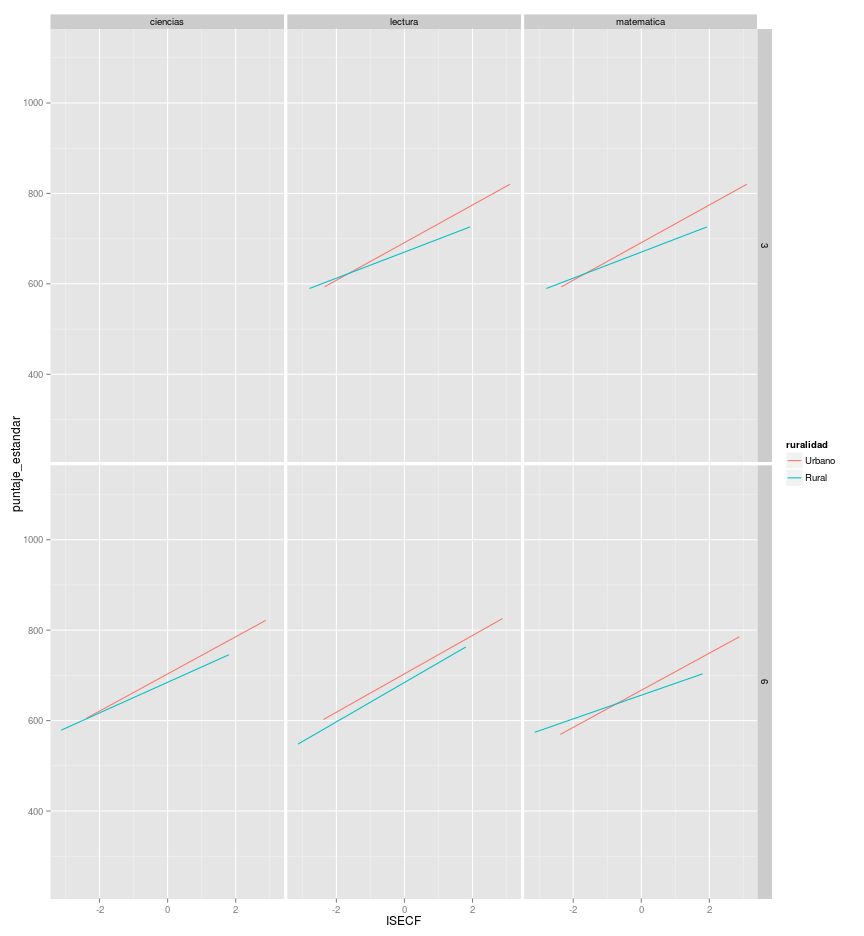 ciencias lectura matematica
1000
800
600
400
3
1000
800
600
400
6
-2 0 2 -2 0 2 -2 0 2
ISECF
puntaje_estandar
ruralidad
Urbano
Rural